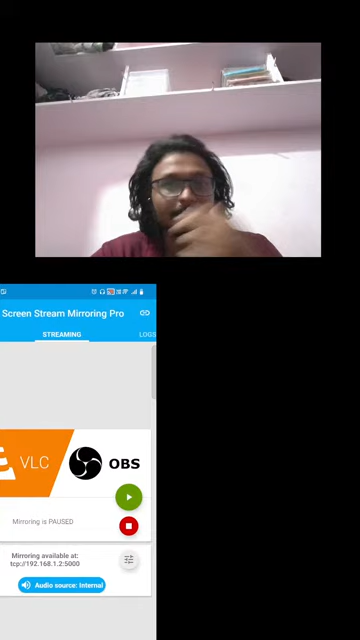 Screen Stream Mirroring Pro
STREAMING
LOGS
VLC
OBS
Mirroring is PAUSED
Mirroring available at:
tcp://192.168.1.2:5000
Audio source: Internal